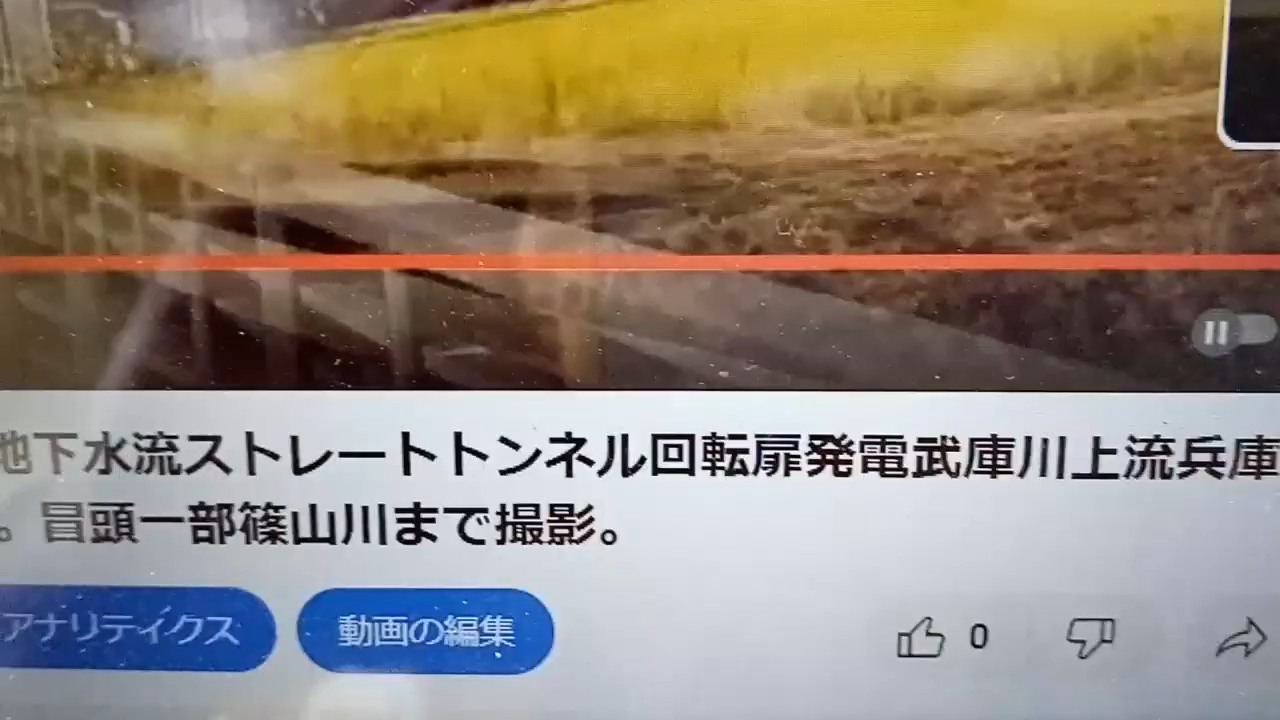 地下水流ストレートトンネル回転扉発電武庫川上流兵庫
。冒頭一部篠山川まで撮影。
アナリティクス
動画の編集
0